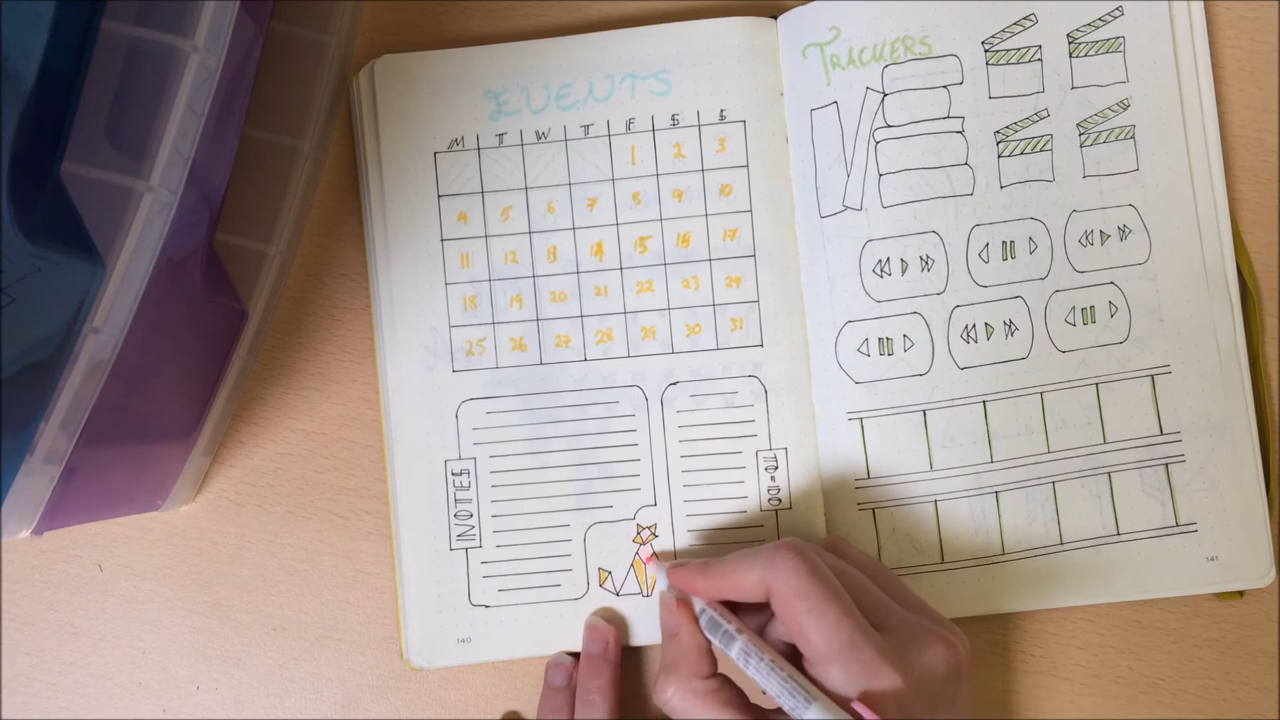 EVENTS
M T W T F S S
1 2 3
4 5 6 7 8 9 10
11 12 13 14 15 16 17
18 19 20 21 22 23 24
25 26 27 28 29 30 31
NOTES
TO-DO
140
TRACKERS
141